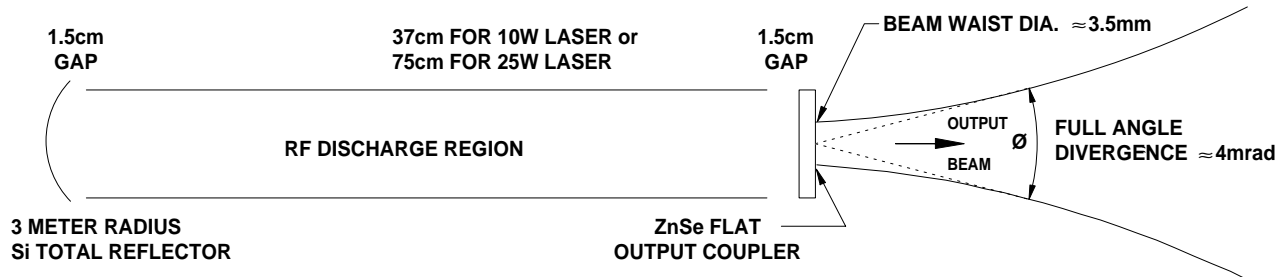 1.5cm
GAP
37cm FOR 10W LASER or
75cm FOR 25W LASER
1.5cm
GAP
BEAM WAIST DIA. ≈3.5mm
RF DISCHARGE REGION
OUTPUT
BEAM
Ø
FULL ANGLE
DIVERGENCE ≈4mrad
3 METER RADIUS
Si TOTAL REFLECTOR
ZnSe FLAT
OUTPUT COUPLER